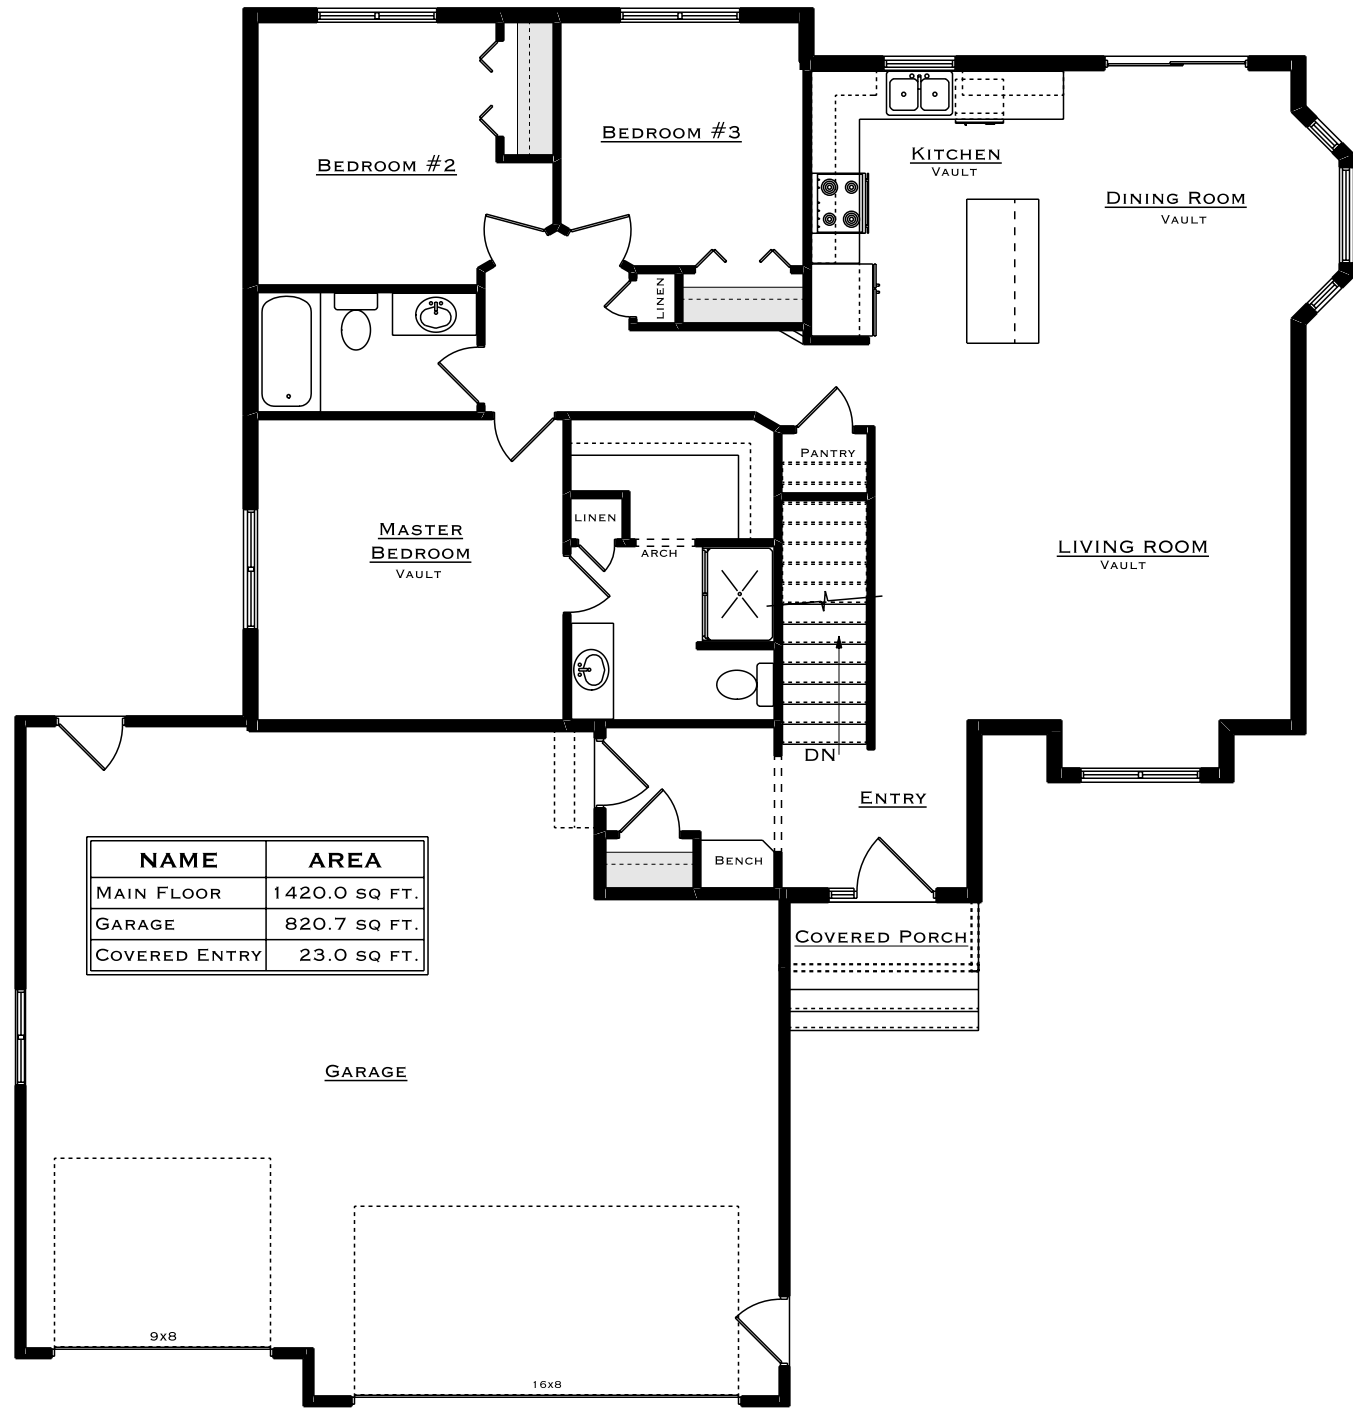 Bedroom #3
Bedroom #2
Kitchen
Vault
Dining Room
Vault
Linen
Pantry
Master
Bedroom
Vault
Linen
Arch
LIVING ROOM
Vault
DN
Entry
Bench
NAME AREA
Main Floor 1420.0 sq ft.
Garage 820.7 sq ft.
Covered Entry 23.0 sq ft.
Covered Porch
Garage
9x8
16x8